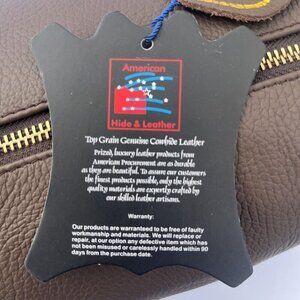 American
Hide & Leather
Top Grain Genuine Cowhide Leather
Prized, luxury leather products from
American Procurement are as durable
as they are beautiful. To assure our customers
the finest products possible, only the highest
quality materials are expertly crafted by
our skilled leather artisans.
Warranty:
Our products are warranteed to be free of faulty
workmanship and materials. We will replace or
repair, at our option any defective item which has
not been misused or carelessly handled within 90
days from the purchase date.